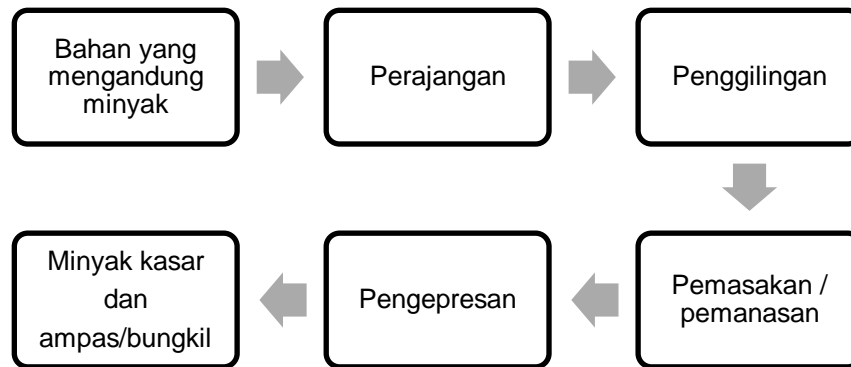 Bahan yang
mengandung
minyak
Perajangan
Penggilingan
Pemasakan /
pemanasan
Pengepresan
Minyak kasar
dan
ampas/bungkil